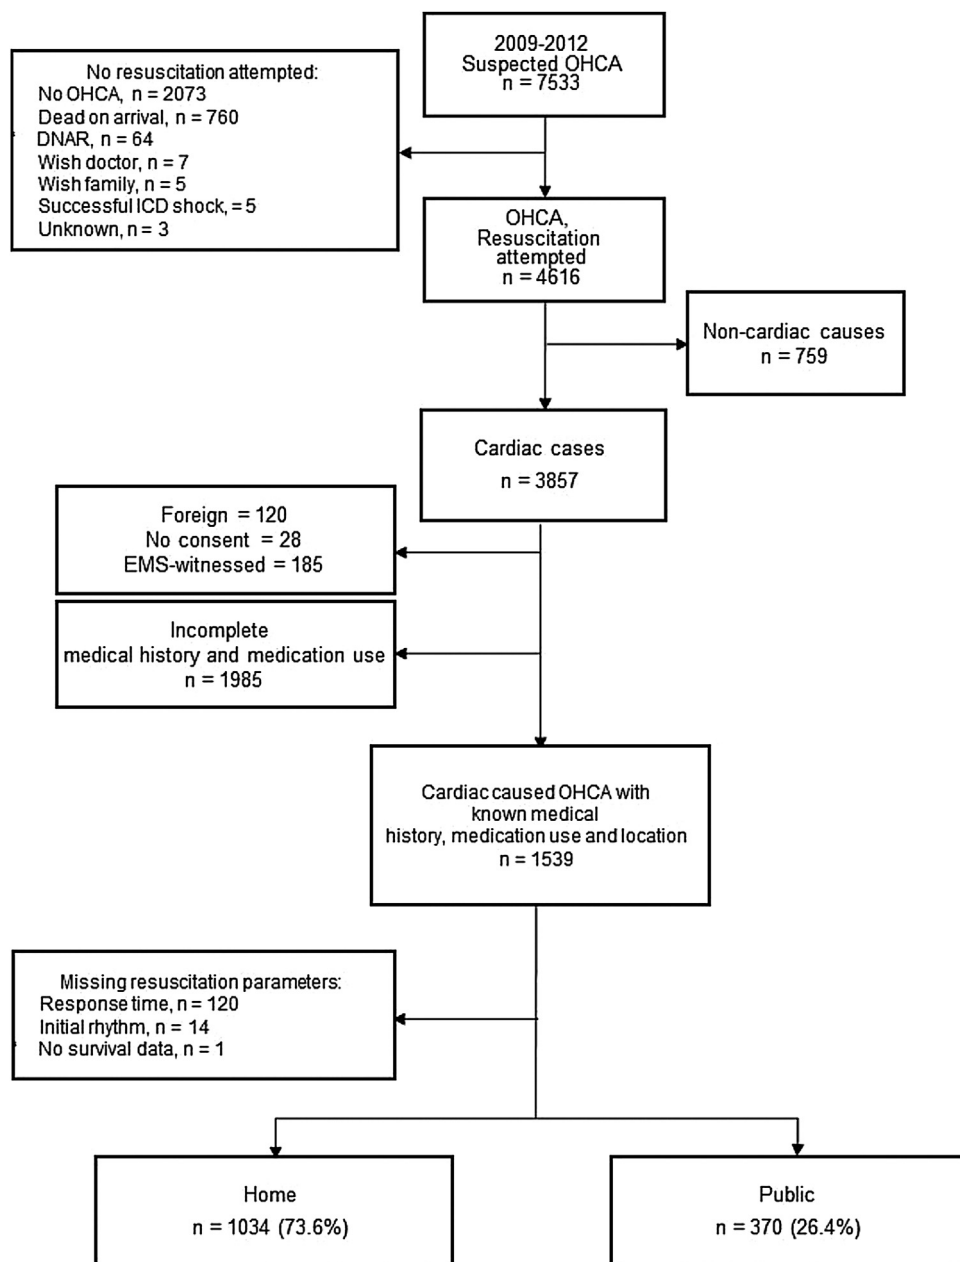 2009-2012
Suspected OHCA
n = 7533
No resuscitation attempted:
No OHCA, n = 2073
Dead on arrival, n = 760
DNAR, n = 64
Wish doctor, n = 7
Wish family, n = 5
Successful ICD shock, = 5
Unknown, n = 3
OHCA,
Resuscitation
attempted
n = 4616
Non-cardiac causes
n = 759
Cardiac cases
n = 3857
Foreign = 120
No consent = 28
EMS-witnessed = 185
Incomplete
medical history and medication use
n = 1985
Cardiac caused OHCA with
known medical
history, medication use and location
n = 1539
Missing resuscitation parameters:
Response time, n = 120
Initial rhythm, n = 14
No survival data, n = 1
Home
n = 1034 (73.6%)
Public
n = 370 (26.4%)